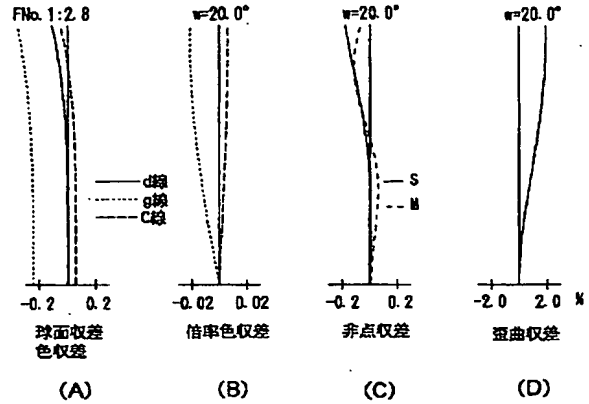 FNo. 1:2.8
w=20.0°
w=20.0°
w=20.0°
d線
g線
C線
S
M
-0.2 0.2
-0.02 0.02
-0.2 0.2
-2.0 2.0 %
球面収差
色収差
倍率色収差
非点収差
歪曲収差
(A)
(B)
(C)
(D)